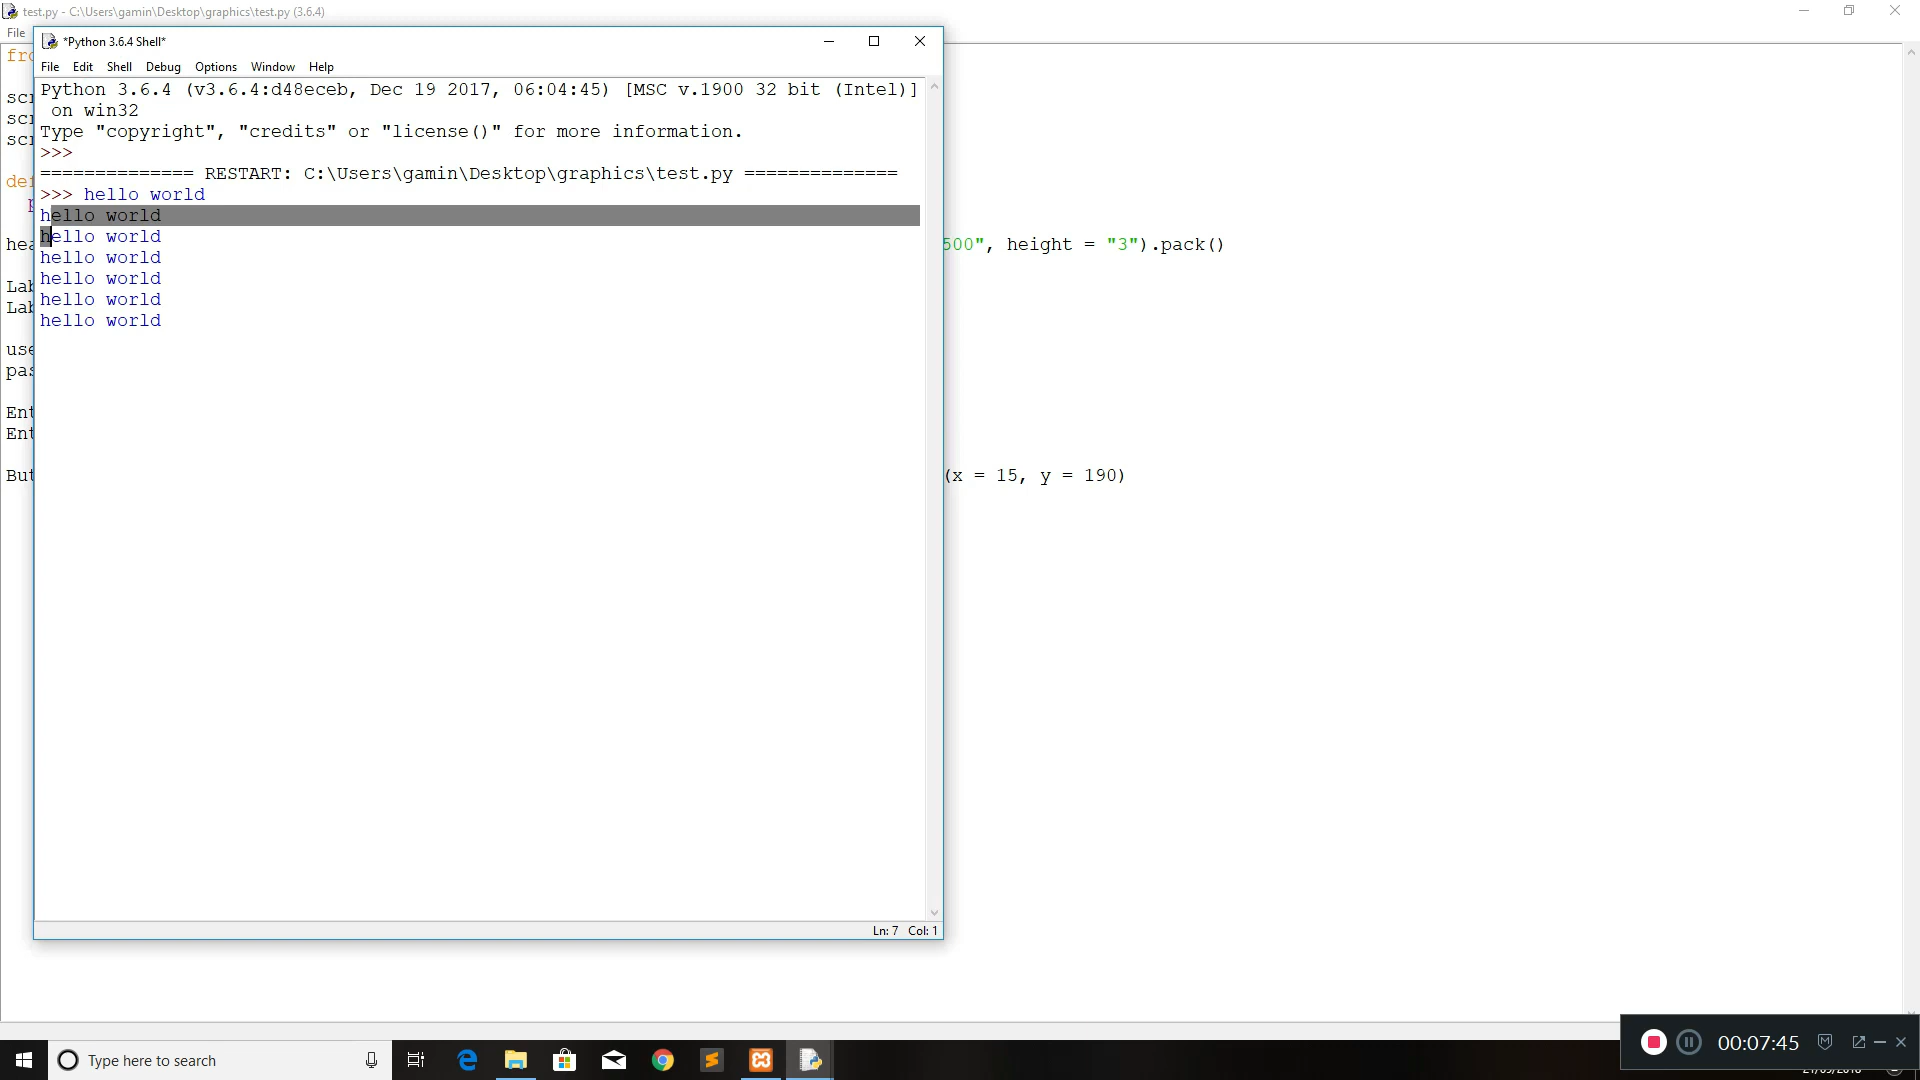 test.py - C:\Users\gamin\Desktop\graphics\test.py (3.6.4)
File
*Python 3.6.4 Shell*
File Edit Shell Debug Options Window Help
Python 3.6.4 (v3.6.4:d48eceb, Dec 19 2017, 06:04:45) [MSC v.1900 32 bit (Intel)]
on win32
Type "copyright", "credits" or "license()" for more information.
>>>
============== RESTART: C:\Users\gamin\Desktop\graphics\test.py ==============
>>> hello world
hello world
hello world
hello world
hello world
hello world
hello world
500", height = "3").pack()
(x = 15, y = 190)
Ln: 7 Col: 1
Type here to search
00:07:45